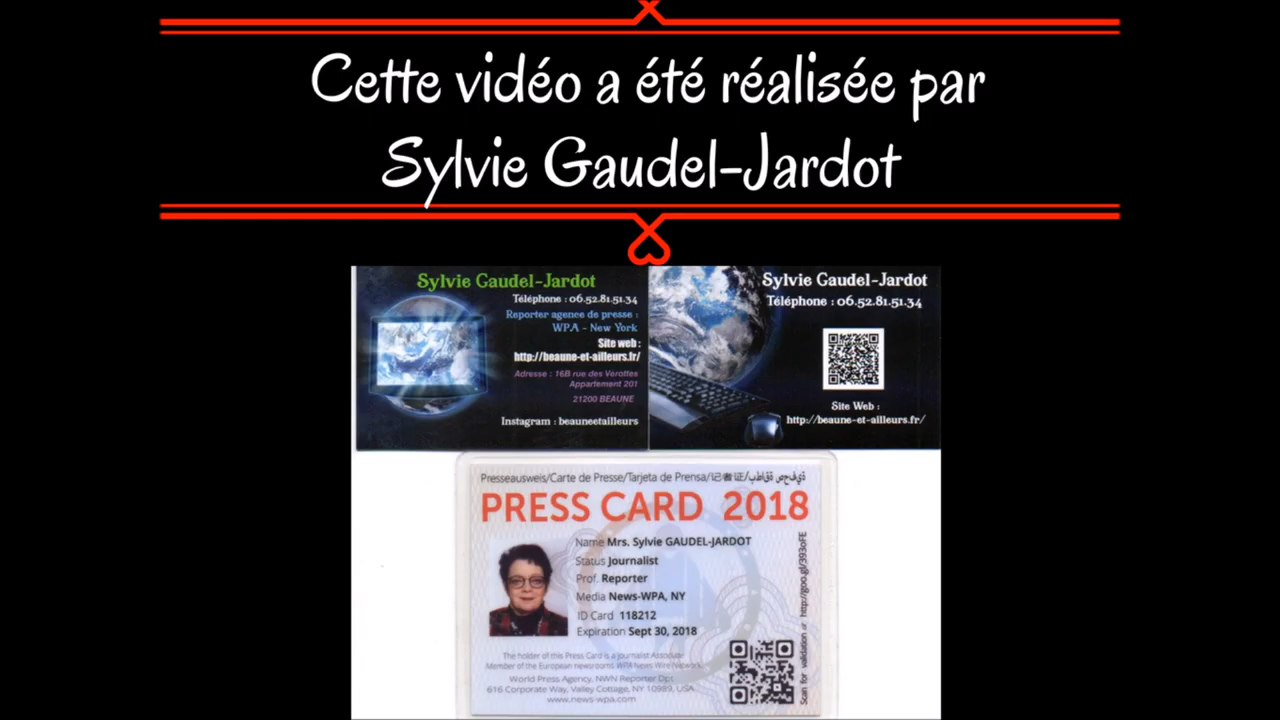 Cette vidéo a été réalisée par
Sylvie Gaudel-Jardot
Sylvie Gaudel-Jardot
Téléphone : 06.52.81.51.34
Reporter agence de presse :
WPA - New York
Site web :
http://beaune-et-ailleurs.fr/
Adresse : 16B rue des Vérottes
Appartement 201
21200 BEAUNE
Instagram : beauneetailleurs
Sylvie Gaudel-Jardot
Téléphone : 06.52.81.51.34
Site Web :
http://beaune-et-ailleurs.fr/
Presseausweis/Carte de Presse/Tarjeta de Prensa/
PRESS CARD 2018
Name Mrs. Sylvie GAUDEL-JARDOT
Status Journalist
Prof. Reporter
Media News-WPA, NY
ID Card 118212
Expiration Sept 30, 2018
The holder of this Press Card is a Journalist Associate
Member of the European newsrooms WPA News Wire Network.
World Press Agency, NWN Reporter Dpt.
616 Corporate Way, Valley Cottage, NY 10989, USA
www.news-wpa.com
Scan for validation or http://goo.gl/393oFE